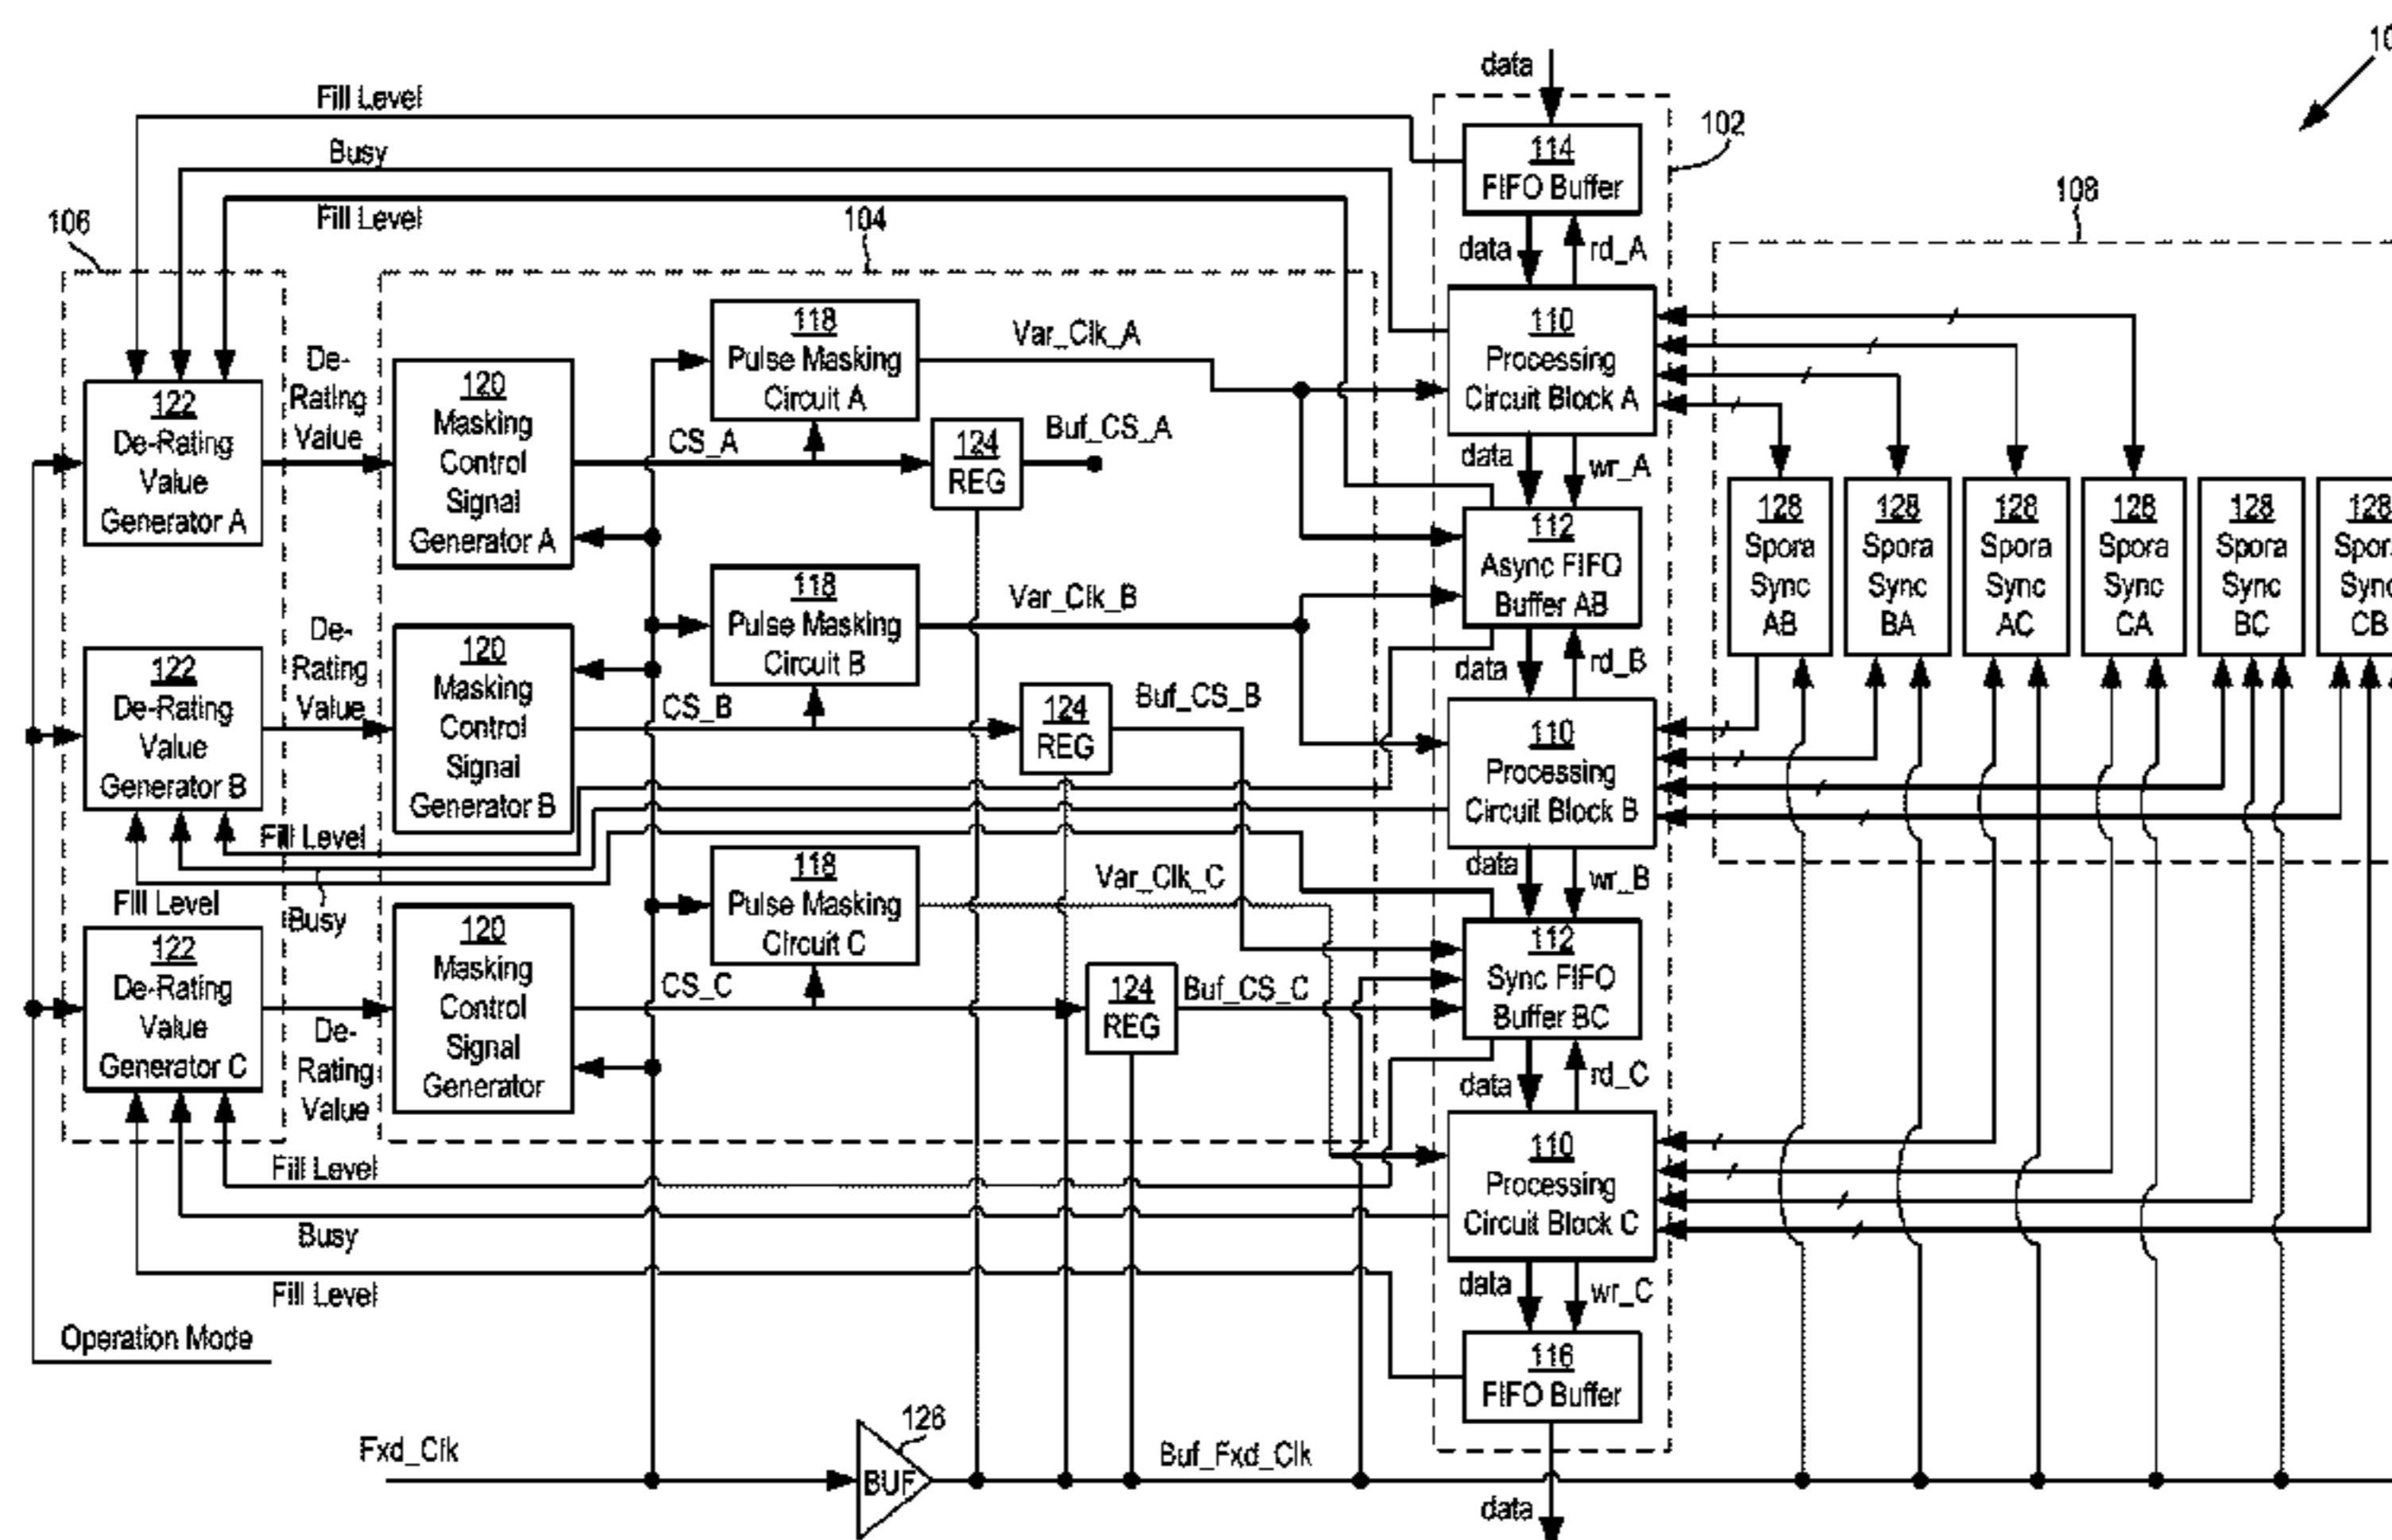 10
data
Fill Level
102
114
FIFO Buffer
Busy
108
Fill Level
106
104
data
rd_A
118
Pulse Masking
Circuit A
Var_Clk_A
110
Processing
Circuit Block A
De-
Rating
Value
120
Masking
Control
Signal
Generator A
122
De-Rating
Value
Generator A
CS_A
124
REG
Buf_CS_A
data
wr_A
112
Async FIFO
Buffer AB
128
Spora
Sync
AB
128
Spora
Sync
BA
128
Spora
Sync
AC
128
Spora
Sync
CA
128
Spora
Sync
BC
128
Spor
Sync
CB
118
Pulse Masking
Circuit B
Var_Clk_B
De-
Rating
Value
120
Masking
Control
Signal
Generator B
122
De-Rating
Value
Generator B
data
rd_B
CS_B
124
REG
Buf_CS_B
110
Processing
Circuit Block B
Fill Level
Fill Level
Busy
118
Pulse Masking
Circuit C
Var_Clk_C
data
wr_B
122
De-Rating
Value
Generator C
120
Masking
Control
Signal
Generator
112
Sync FIFO
Buffer BC
CS_C
124
REG
Buf_CS_C
De-
Rating
Value
data
rd_C
110
Processing
Circuit Block C
Fill Level
Busy
Fill Level
data
wr_C
Operation Mode
116
FIFO Buffer
Fxd_Clk
126
BUF
Buf_Fxd_Clk
data